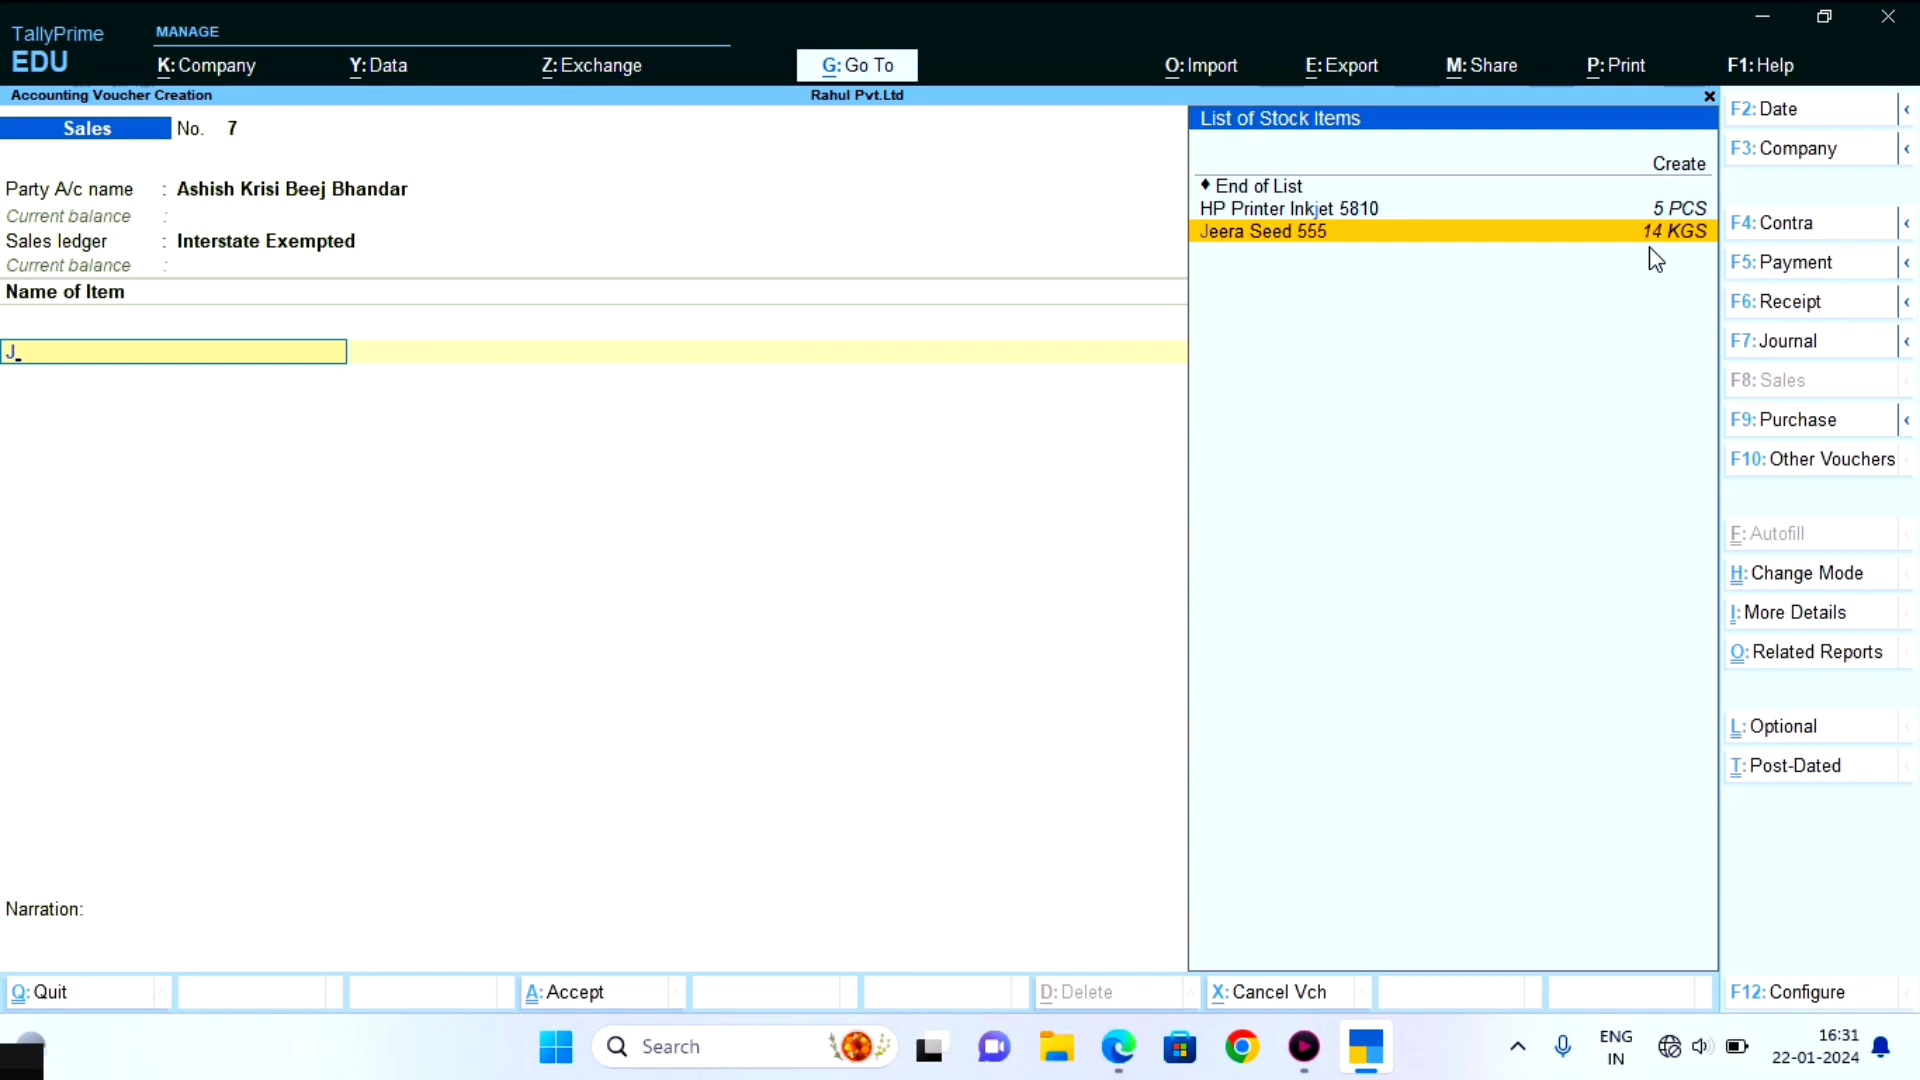 TallyPrime
EDU
MANAGE
K: Company
Y: Data
Z: Exchange
G: Go To
O: Import
E: Export
M: Share
P: Print
F1: Help
Accounting Voucher Creation
Rahul Pvt.Ltd
Sales No. 7
Party A/c name : Ashish Krisi Beej Bhandar
Current balance :
Sales ledger : Interstate Exempted
Current balance :
Name of Item
J
Narration:
List of Stock Items
Create
♦ End of List
HP Printer Inkjet 5810 5 PCS
Jeera Seed 555 14 KGS
F2: Date
F3: Company
F4: Contra
F5: Payment
F6: Receipt
F7: Journal
F8: Sales
F9: Purchase
F10: Other Vouchers
F: Autofill
H: Change Mode
I: More Details
O: Related Reports
L: Optional
T: Post-Dated
Q: Quit
A: Accept
D: Delete
X: Cancel Vch
F12: Configure
Search
ENG
IN
16:31
22-01-2024